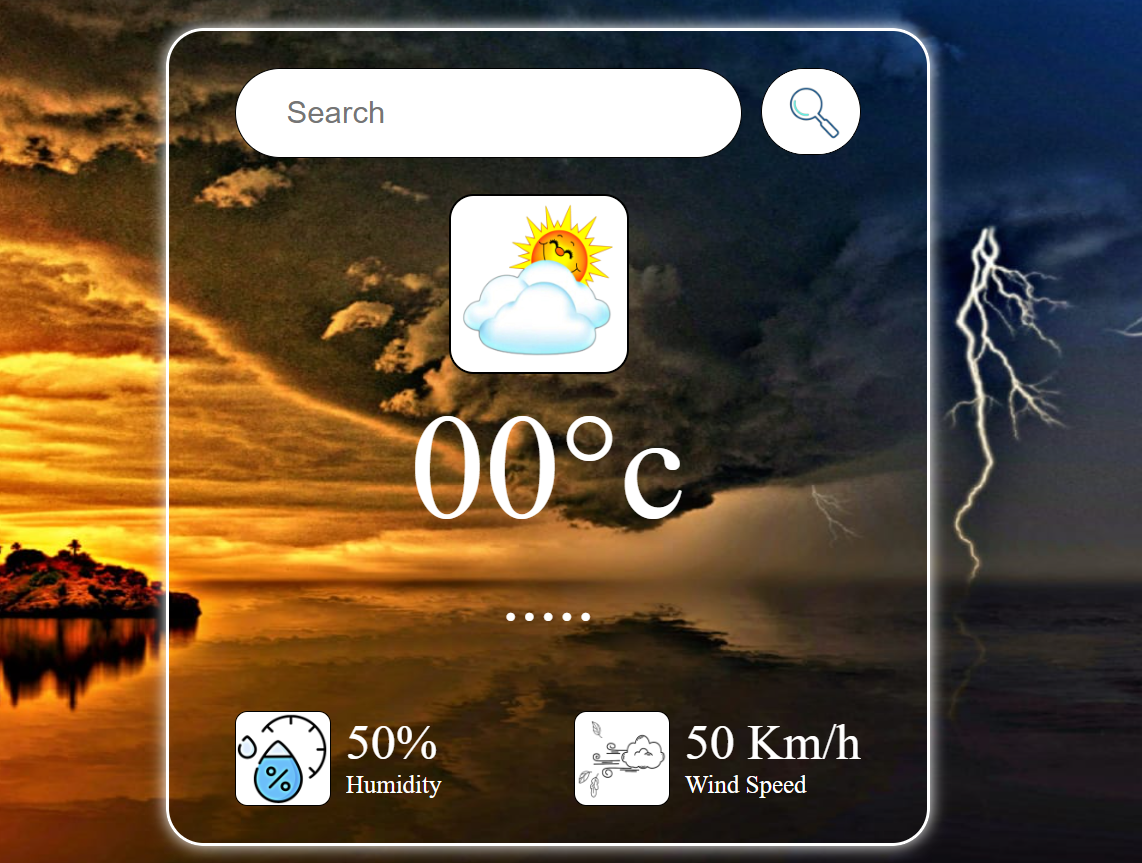 Search
00°c
.....
50%
Humidity
50 Km/h
Wind Speed
%